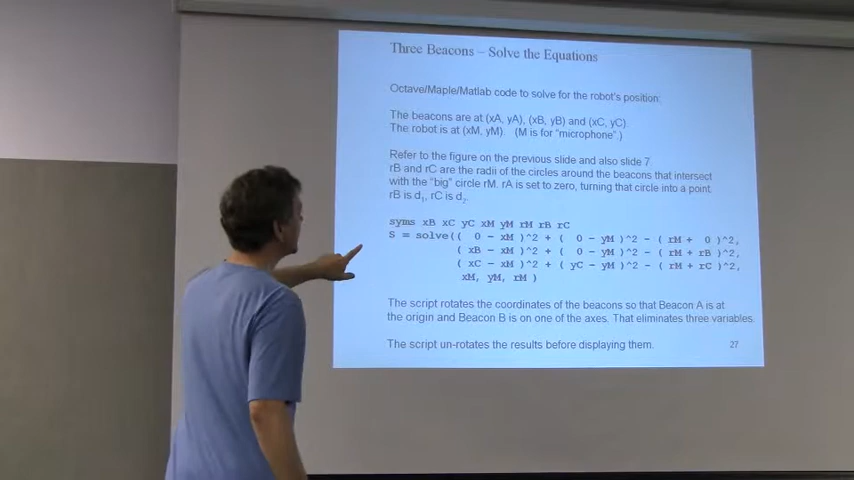 Three Beacons – Solve the Equations
Octave/Maple/Matlab code to solve for the robot's position:
The beacons are at (xA, yA), (xB, yB) and (xC, yC).
The robot is at (xM, yM). (M is for "microphone".)
Refer to the figure on the previous slide and also slide 7
rB and rC are the radii of the circles around the beacons that intersect
with the "big" circle rM. rA is set to zero, turning that circle into a point.
rB is d1, rC is d2.
syms xB xC yC xM yM rM rB rC
S = solve(( 0 - xM )^2 + ( 0 - yM )^2 - ( rM + 0 )^2,
( xB - xM )^2 + ( 0 - yM )^2 - ( rM + rB )^2,
( xC - xM )^2 + ( yC - yM )^2 - ( rM + rC )^2,
xM, yM, rM )
The script rotates the coordinates of the beacons so that Beacon A is at
the origin and Beacon B is on one of the axes. That eliminates three variables.
The script un-rotates the results before displaying them.
27